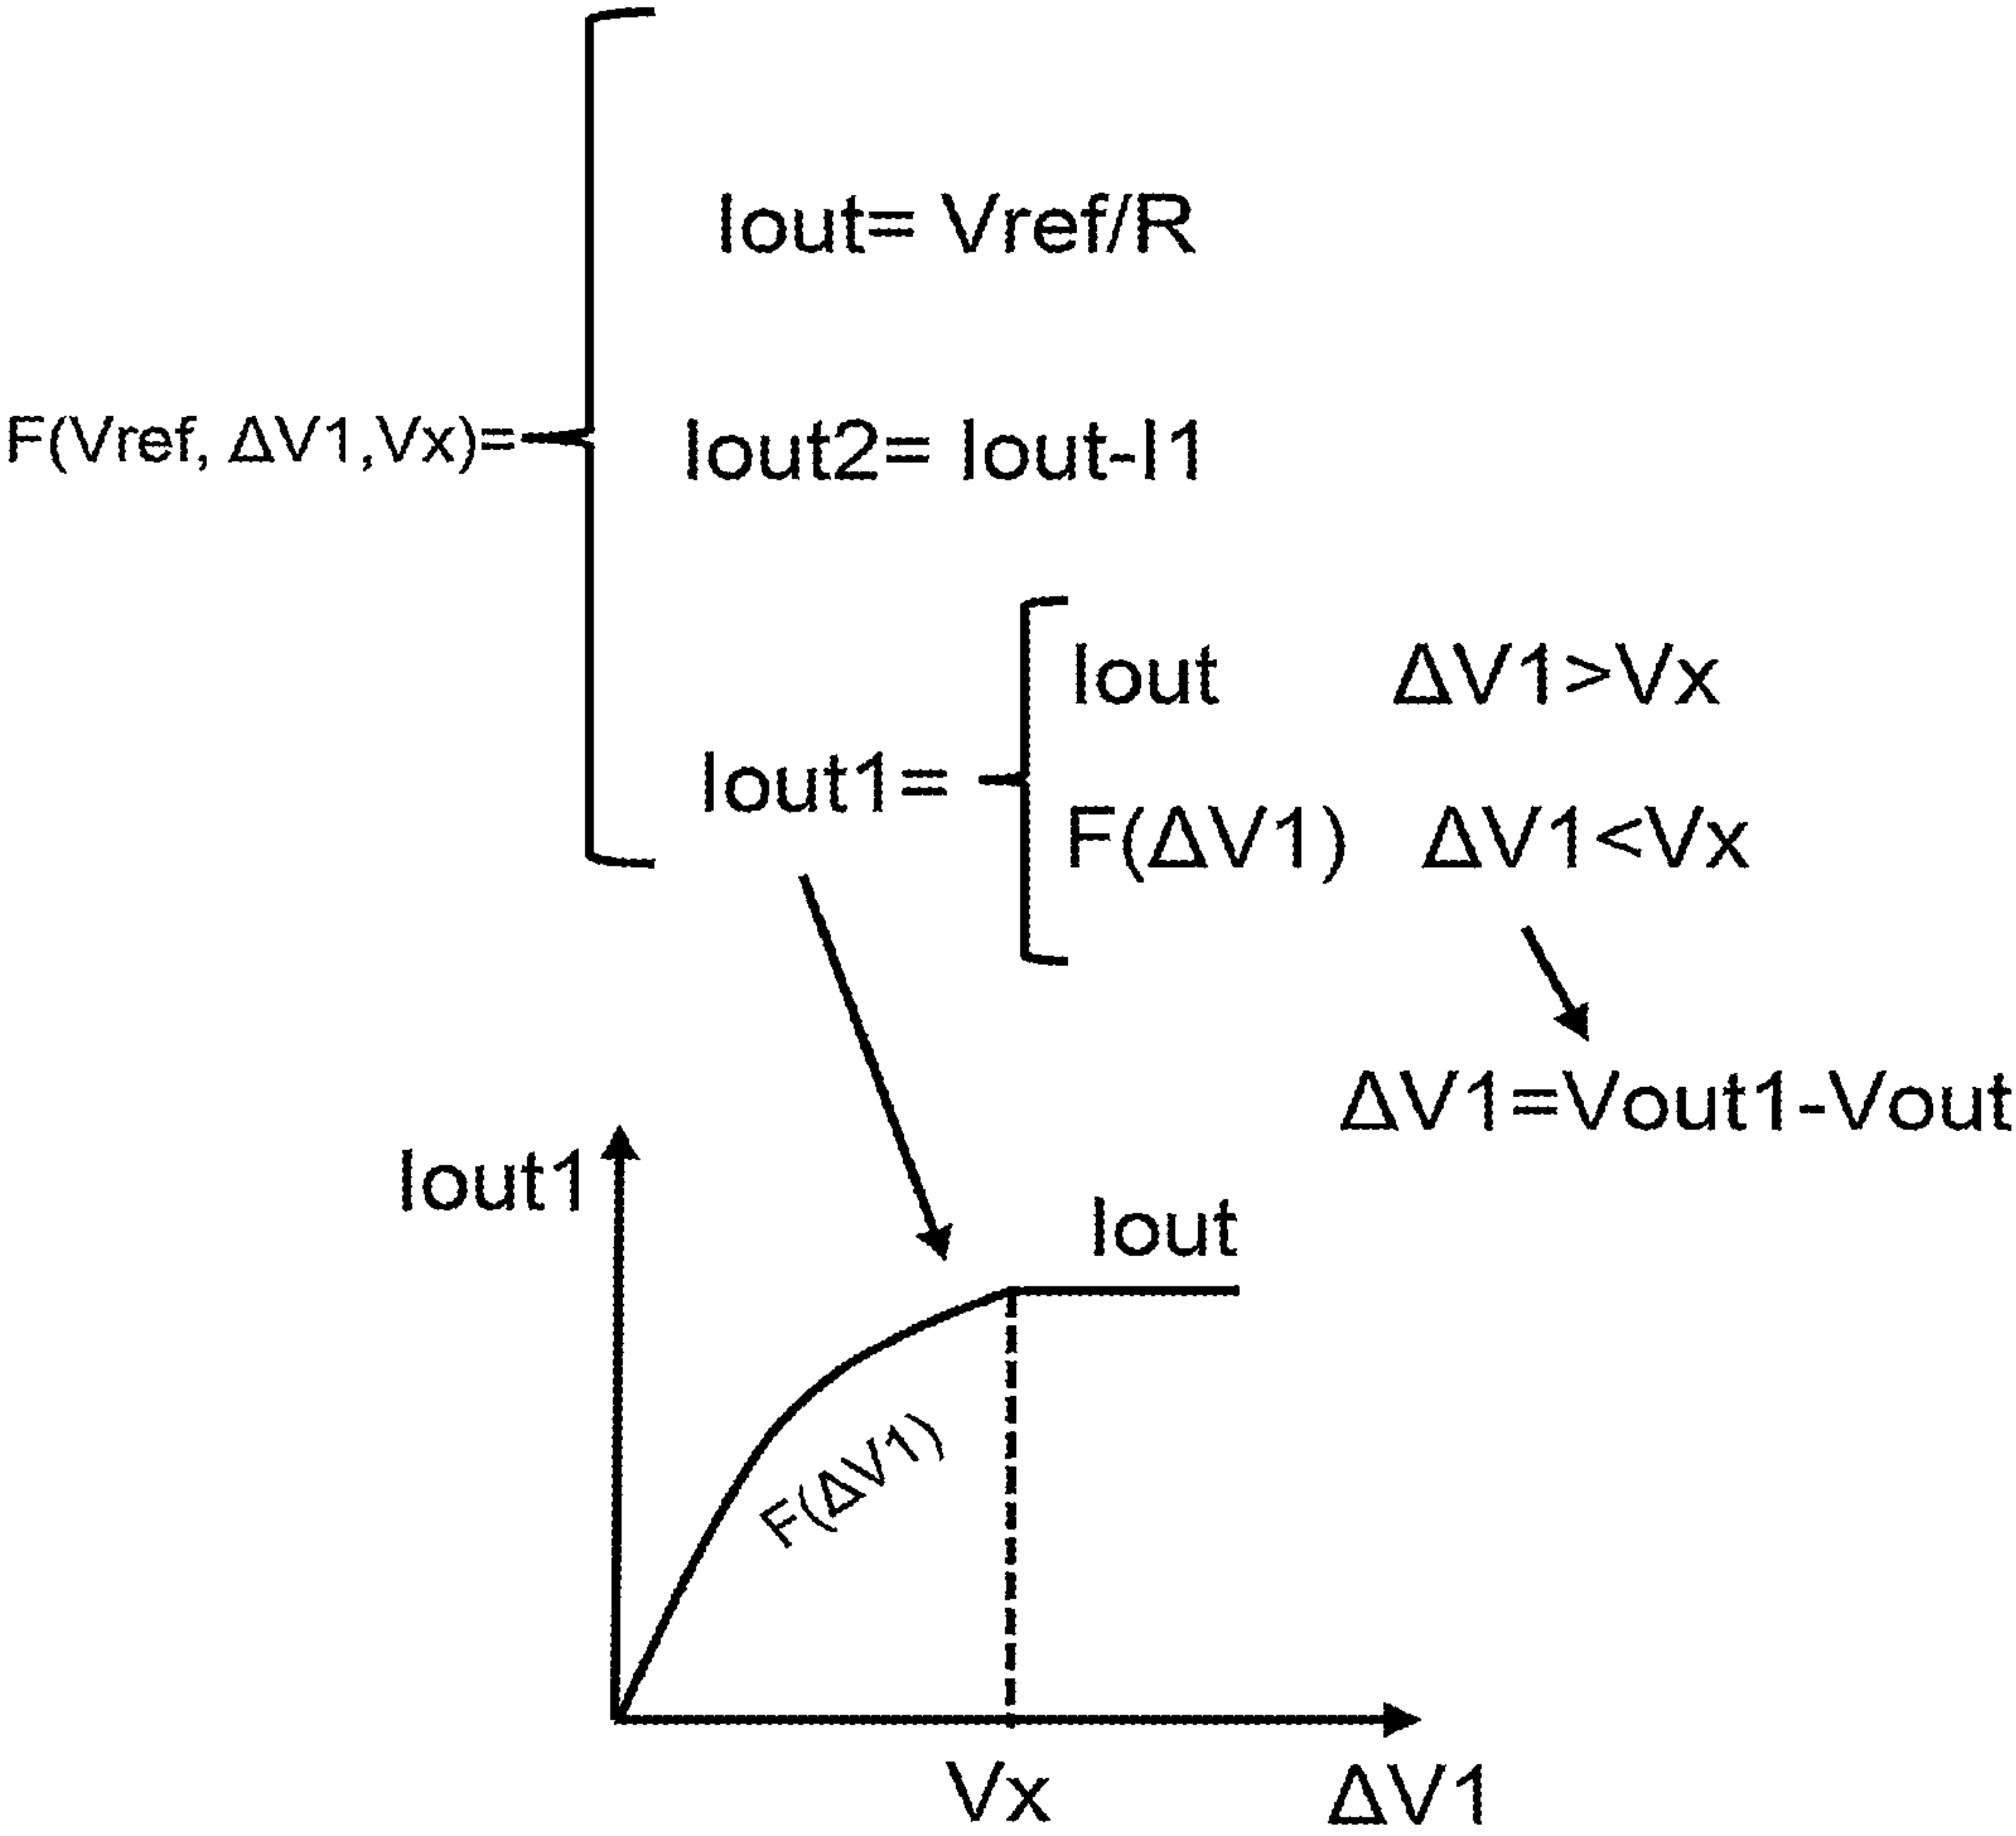 Iout= Vref/R
F(Vref, ΔV1,Vx)=
Iout2= Iout-I1
Iout ΔV1>Vx
Iout1=
F(ΔV1) ΔV1<Vx
ΔV1=Vout1-Vout
Iout1
Iout
F(ΔV1)
Vx ΔV1